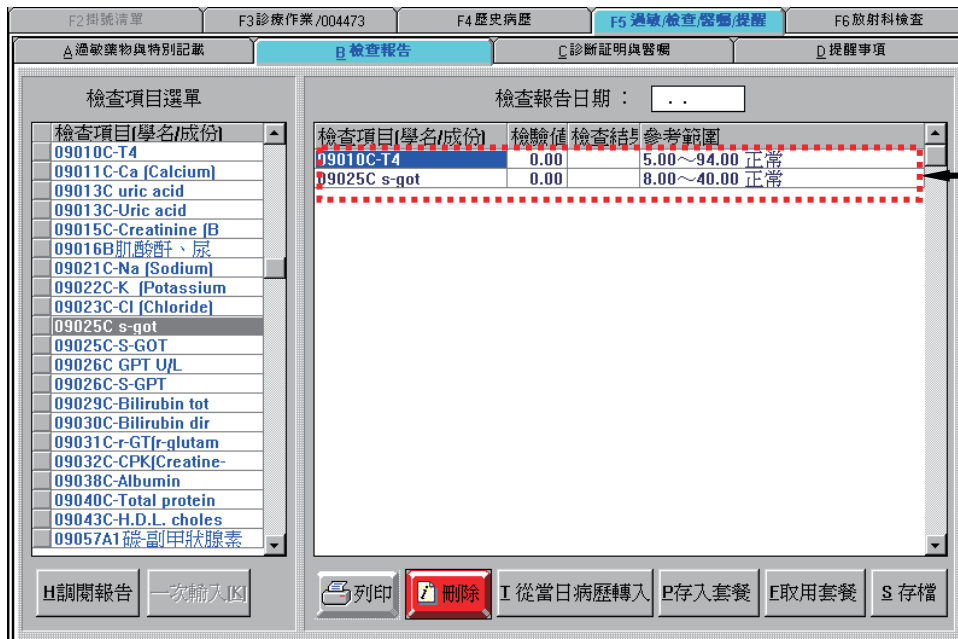 F2掛號清單 F3診療作業/004473 F4歷史病歷 F5過敏/檢查/醫囑/提醒 F6放射科檢查
A過敏藥物與特別記載 B檢查報告 C診斷証明與醫囑 D提醒事項
檢查項目選單
檢查項目(學名/成份)
09010C-T4
09011C-Ca (Calcium)
09013C uric acid
09013C-Uric acid
09015C-Creatinine (B
09016B肌酸酐、尿
09021C-Na (Sodium)
09022C-K (Potassium
09023C-Cl (Chloride)
09025C s-got
09025C-S-GOT
09026C GPT U/L
09026C-S-GPT
09029C-Bilirubin tot
09030C-Bilirubin dir
09031C-r-GT(r-glutam
09032C-CPK(Creatine-
09038C-Albumin
09040C-Total protein
09043C-H.D.L. choles
09057A1碳-副甲狀腺素
H調閱報告 一次輸入[K]
檢查報告日期： . .
檢查項目(學名/成份) 檢驗值 檢查結 參考範圍
09010C-T4 0.00 5.00～94.00 正常
09025C s-got 0.00 8.00～40.00 正常
列印 刪除 T從當日病歷轉入 P存入套餐 E取用套餐 S存檔